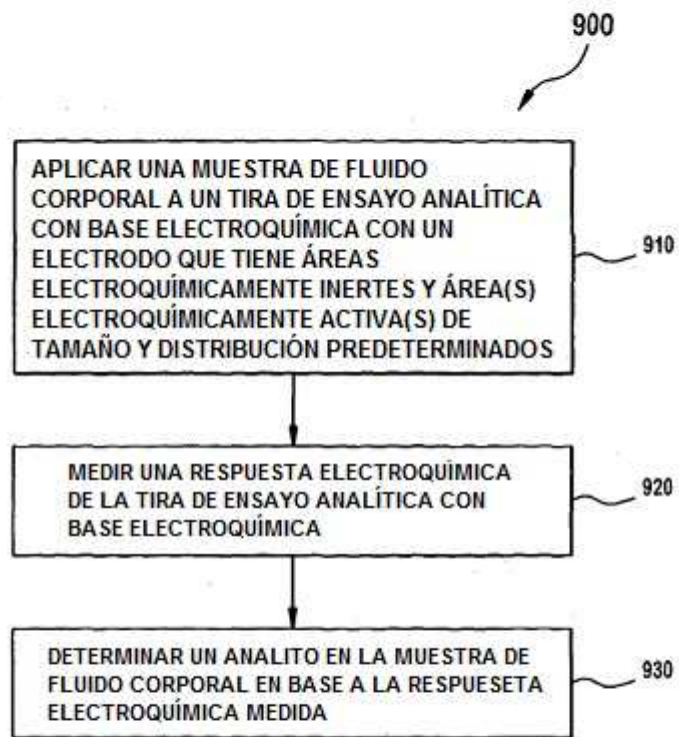 900
APLICAR UNA MUESTRA DE FLUIDO
CORPORAL A UN TIRA DE ENSAYO ANALÍTICA
CON BASE ELECTROQUÍMICA CON UN
ELECTRODO QUE TIENE ÁREAS
ELECTROQUÍMICAMENTE INERTES Y ÁREA(S)
ELECTROQUÍMICAMENTE ACTIVA(S) DE
TAMAÑO Y DISTRIBUCIÓN PREDETERMINADOS
910
MEDIR UNA RESPUESTA ELECTROQUÌMICA
DE LA TIRA DE ENSAYO ANALÍTICA CON
BASE ELECTROQUÍMICA
920
DETERMINAR UN ANALITO EN LA MUESTRA DE
FLUIDO CORPORAL EN BASE A LA RESPUESETA
ELECTROQUÍMICA MEDIDA
930